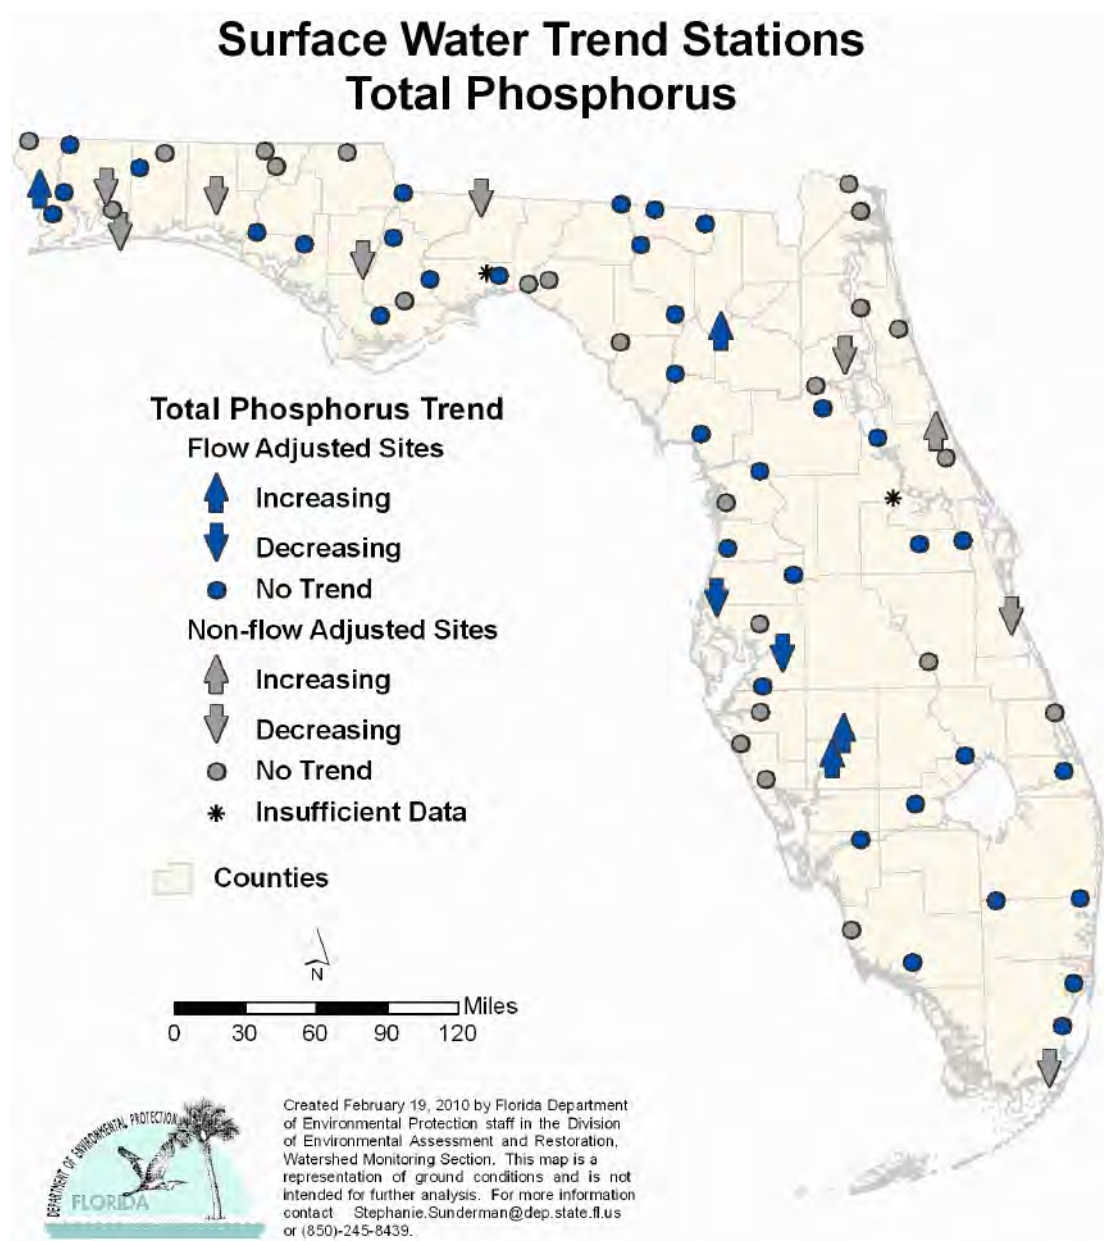 Surface Water Trend Stations
Total Phosphorus
Total Phosphorus Trend
Flow Adjusted Sites
Increasing
Decreasing
No Trend
Non-flow Adjusted Sites
Increasing
Decreasing
No Trend
Insufficient Data
Counties
N
Miles
0 30 60 90 120
DEPARTMENT OF ENVIRONMENTAL PROTECTION
FLORIDA
Created February 19, 2010 by Florida Department
of Environmental Protection staff in the Division
of Environmental Assessment and Restoration,
Watershed Monitoring Section. This map is a
representation of ground conditions and is not
intended for further analysis. For more information
contact Stephanie.Sunderman@dep.state.fl.us
or (850)-245-8439.